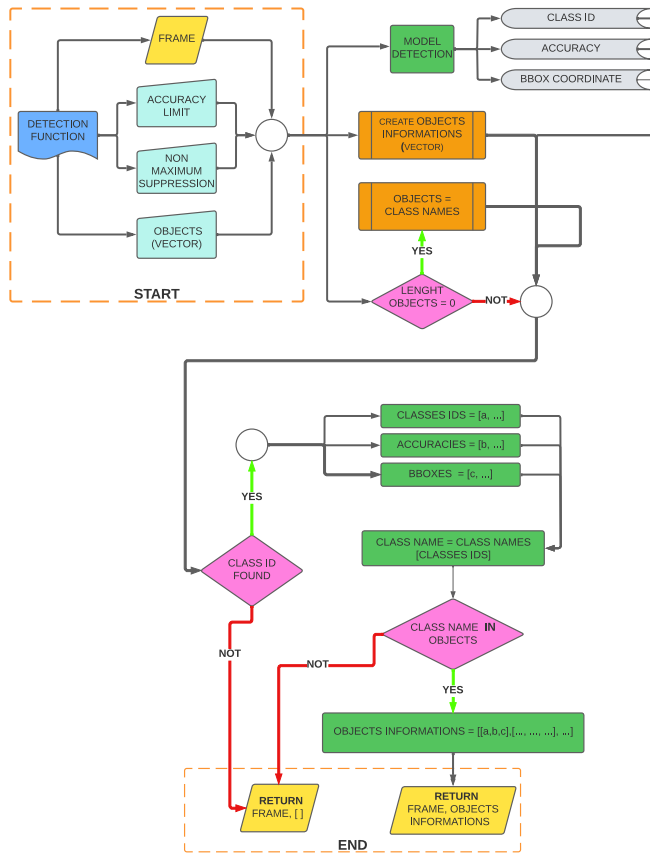 FRAME
DETECTION
FUNCTION
ACCURACY
LIMIT
NON
MAXIMUM
SUPPRESSION
OBJECTS
(VECTOR)
START
MODEL
DETECTION
CLASS ID
ACCURACY
BBOX COORDINATE
CREATE OBJECTS
INFORMATIONS
(VECTOR)
OBJECTS =
CLASS NAMES
YES
LENGHT
OBJECTS = 0
NOT
CLASSES IDS = [a, ...]
ACCURACIES = [b, ...]
BBOXES = [c, ...]
YES
CLASS ID
FOUND
CLASS NAME = CLASS NAMES
[CLASSES IDS]
CLASS NAME IN
OBJECTS
NOT
NOT
YES
OBJECTS INFORMATIONS = [[a,b,c],[..., ..., ...], ...]
RETURN
FRAME, [ ]
RETURN
FRAME, OBJECTS
INFORMATIONS
END